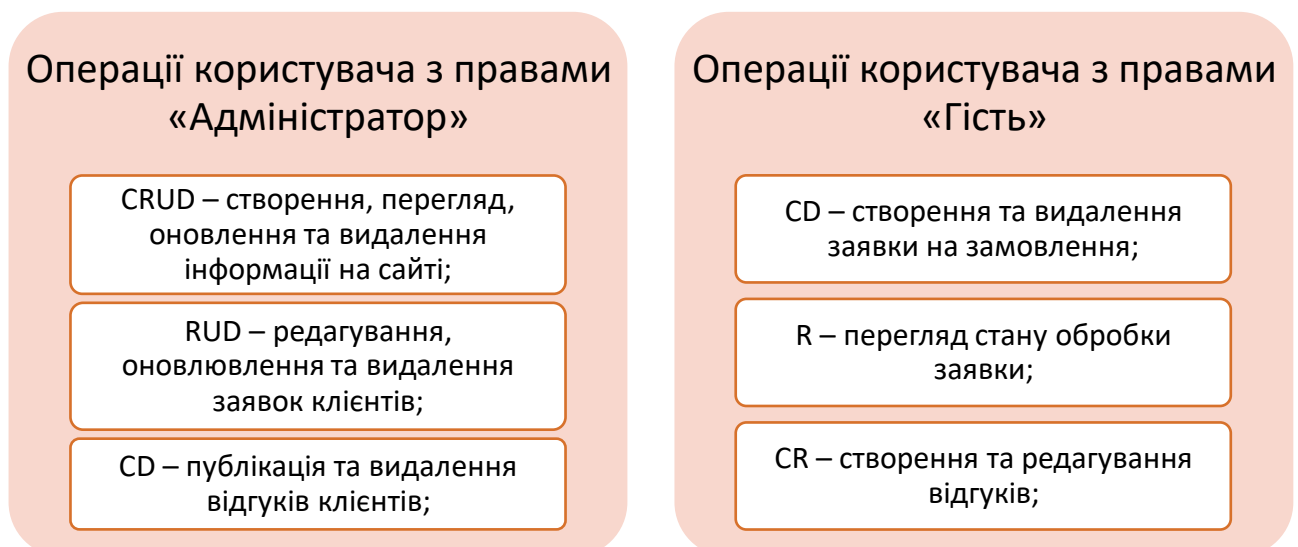 Операції користувача з правами
«Адміністратор»
CRUD – створення, перегляд,
оновлення та видалення
інформації на сайті;
RUD – редагування,
оновлювлення та видалення
заявок клієнтів;
CD – публікація та видалення
відгуків клієнтів;
Операції користувача з правами
«Гість»
CD – створення та видалення
заявки на замовлення;
R – перегляд стану обробки
заявки;
CR – створення та редагування
відгуків;